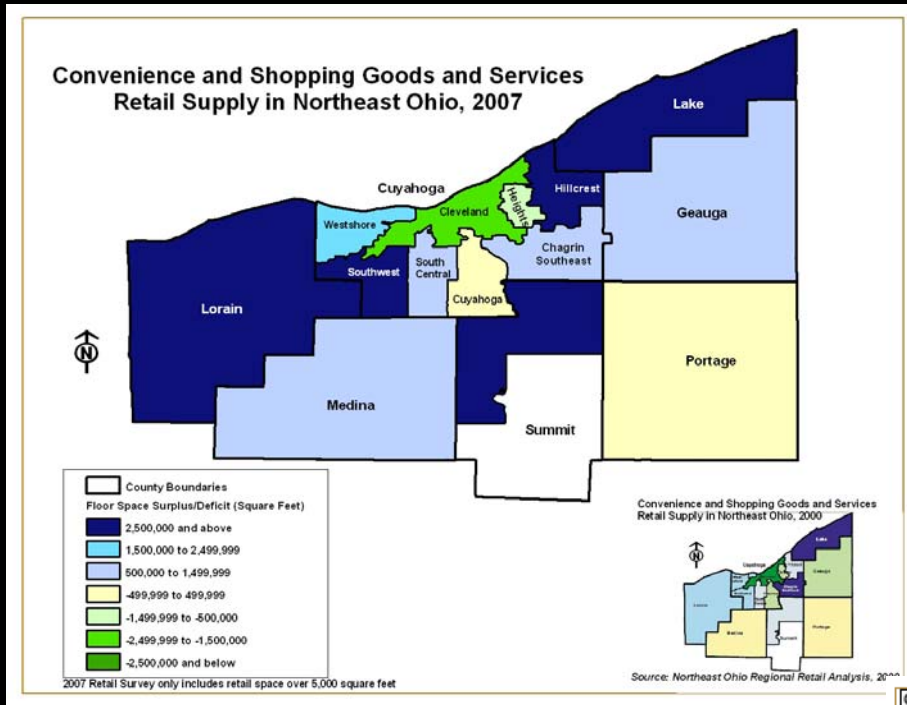 Convenience and Shopping Goods and Services
Retail Supply in Northeast Ohio, 2007
Lake
Cuyahoga
Hillcrest
Heights
Cleveland
Geauga
Westshore
Chagrin
Southeast
South
Central
Southwest
Cuyahoga
Lorain
N
Portage
Medina
Summit
County Boundaries
Floor Space Surplus/Deficit (Square Feet)
2,500,000 and above
1,500,000 to 2,499,999
500,000 to 1,499,999
-499,999 to 499,999
-1,499,999 to -500,000
-2,499,999 to -1,500,000
-2,500,000 and below
2007 Retail Survey only includes retail space over 5,000 square feet
Convenience and Shopping Goods and Services
Retail Supply in Northeast Ohio, 2000
Lake
N
Cuyahoga
Geauga
Lorain
Portage
Medina
Summit
Source: Northeast Ohio Regional Retail Analysis,